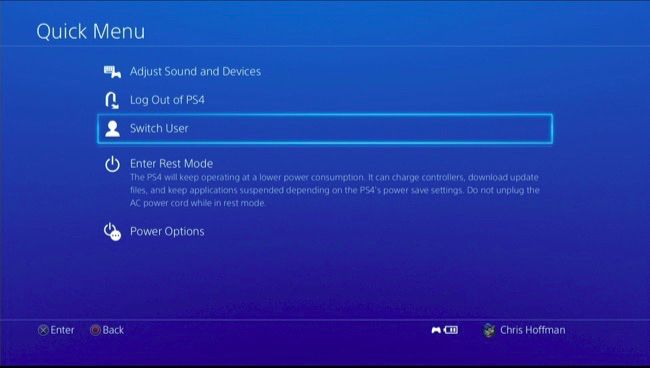 Quick Menu
Adjust Sound and Devices
Log Out of PS4
Switch User
Enter Rest Mode
The PS4 will keep operating at a lower power consumption. It can charge controllers, download update
files, and keep applications suspended depending on the PS4's power save settings. Do not unplug the
AC power cord while in rest mode.
Power Options
Enter Back Chris Hoffman